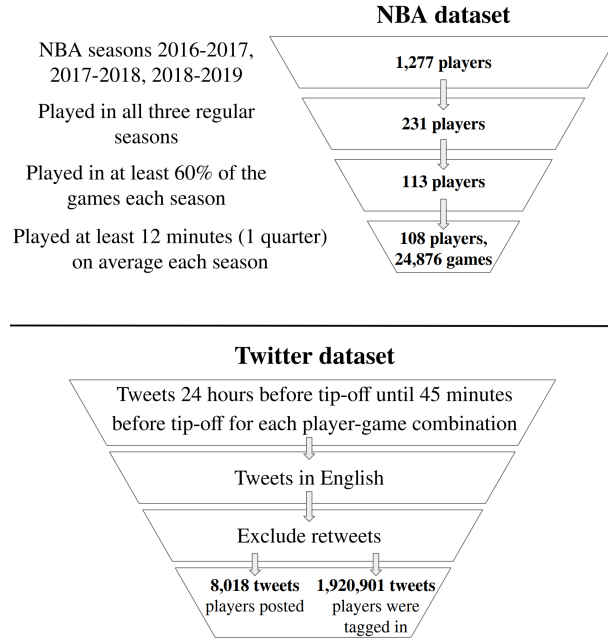 NBA dataset
NBA seasons 2016-2017,
2017-2018, 2018-2019
1,277 players
Played in all three regular
seasons
231 players
Played in at least 60% of the
games each season
113 players
Played at least 12 minutes (1 quarter)
on average each season
108 players,
24,876 games
Twitter dataset
Tweets 24 hours before tip-off until 45 minutes
before tip-off for each player-game combination
Tweets in English
Exclude retweets
8,018 tweets
players posted
1,920,901 tweets
players were
tagged in